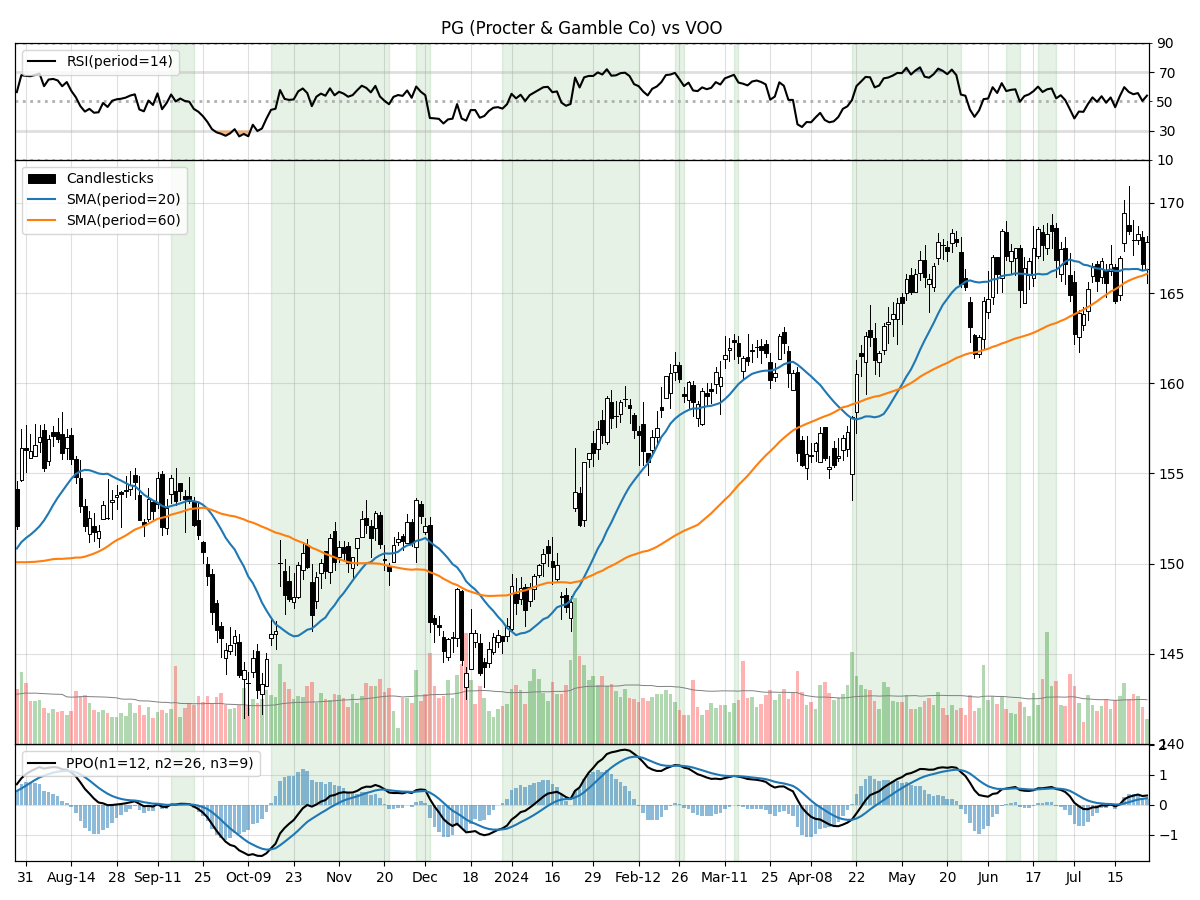 PG (Procter & Gamble Co) vs VOO
RSI(period=14)
90
70
50
30
10
Candlesticks
SMA(period=20)
SMA(period=60)
170
165
160
155
150
145
140
PPO(n1=12, n2=26, n3=9)
2
1
0
−1
31 Aug-14 28 Sep-11 25 Oct-09 23 Nov 20 Dec 18 2024 16 29 Feb-12 26 Mar-11 25 Apr-08 22 May 20 Jun 17 Jul 15